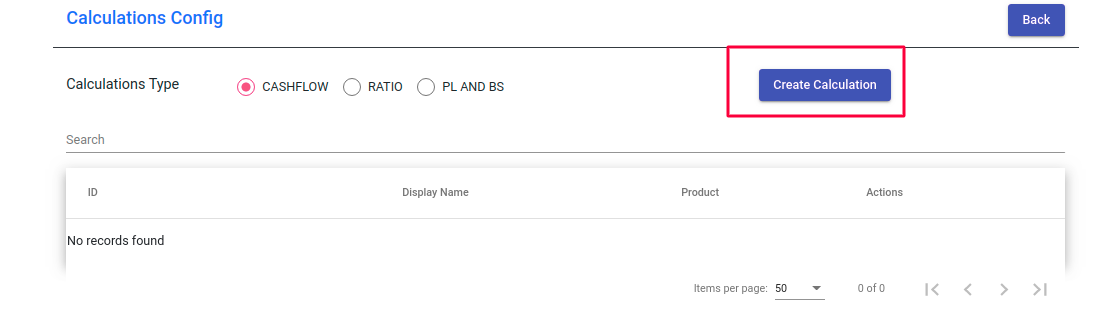 Calculations Config
Back
Calculations Type
CASHFLOW
RATIO
PL AND BS
Create Calculation
Search
ID
Display Name
Product
Actions
No records found
Items per page: 50
0 of 0